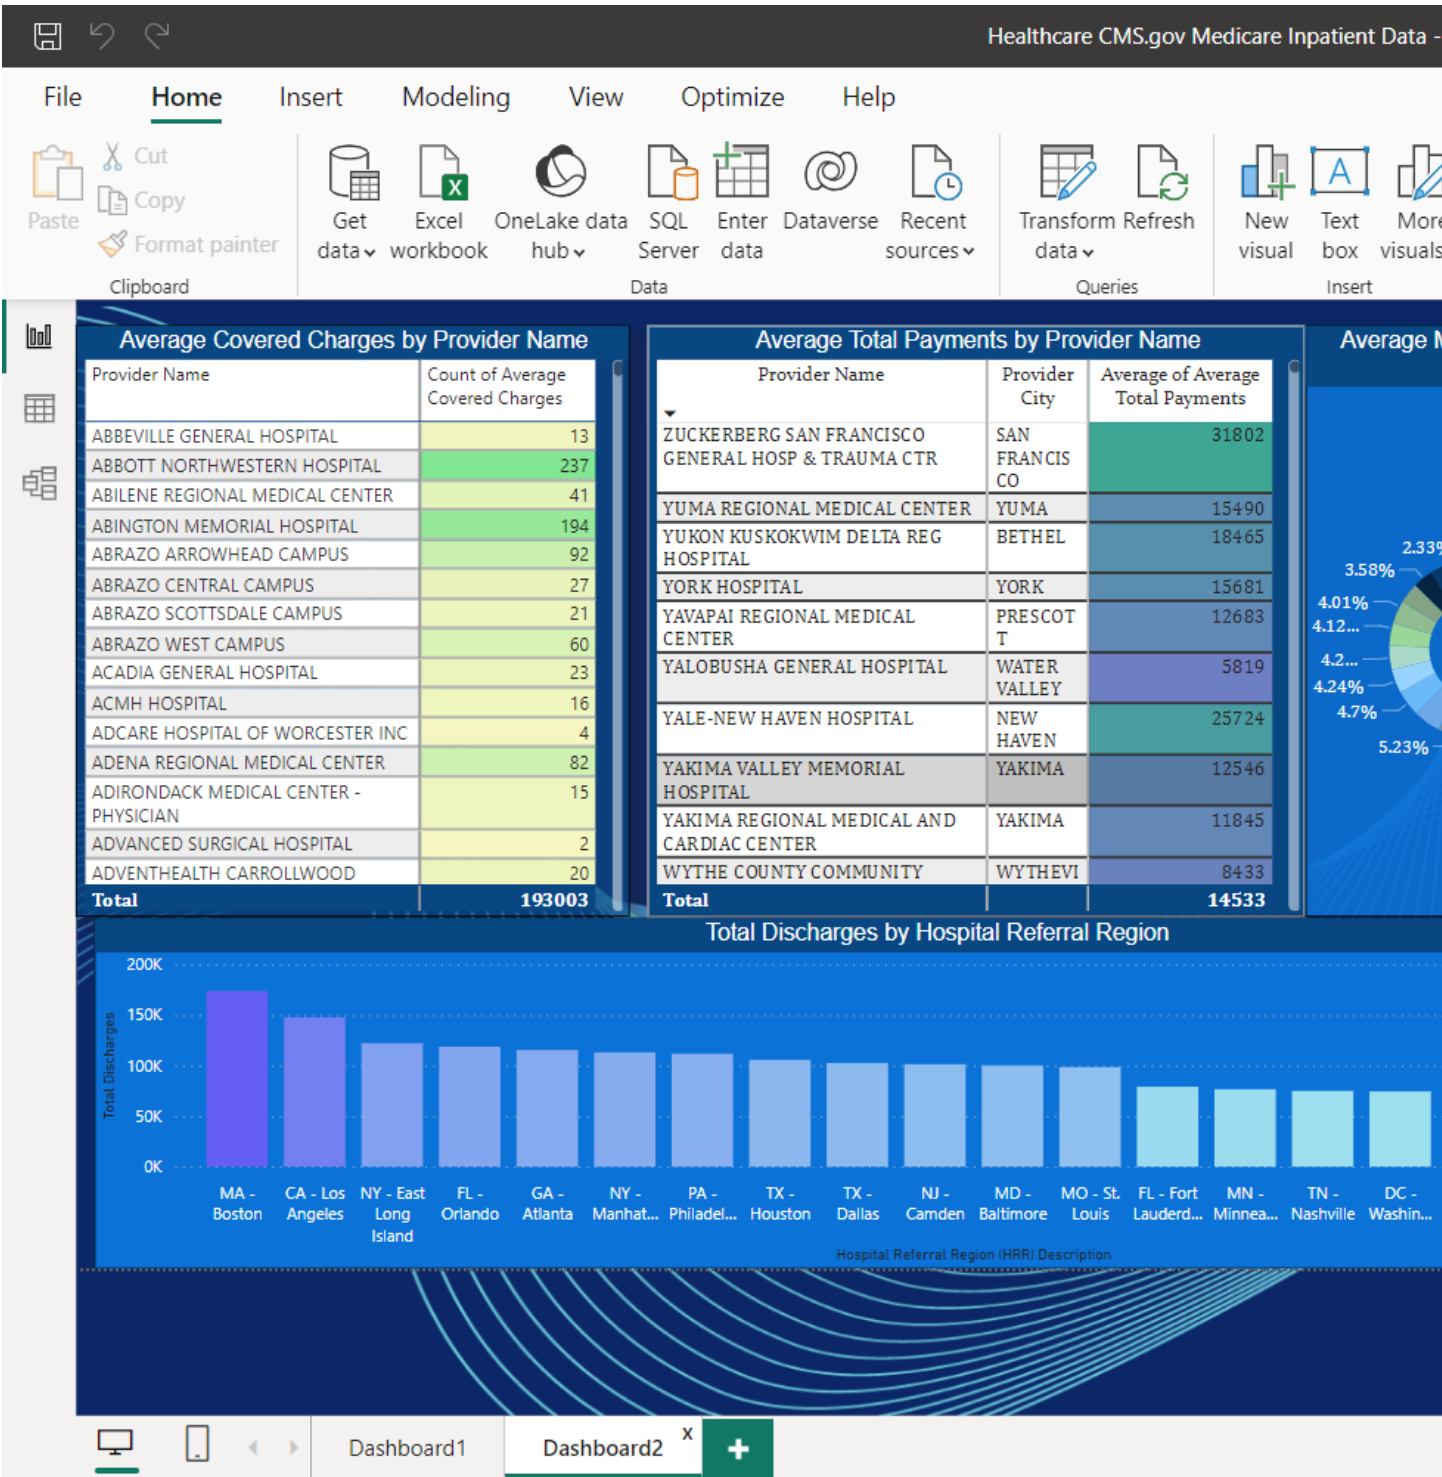 Healthcare CMS.gov Medicare Inpatient Data -
File Home Insert Modeling View Optimize Help
Paste
Cut
Copy
Format painter
Clipboard
Get data
Excel workbook
OneLake data hub
SQL Server
Enter data
Dataverse
Recent sources
Data
Transform data
Refresh
Queries
New visual
Text box
More visuals
Insert
Average Covered Charges by Provider Name
Provider Name Count of Average Covered Charges
ABBEVILLE GENERAL HOSPITAL 13
ABBOTT NORTHWESTERN HOSPITAL 237
ABILENE REGIONAL MEDICAL CENTER 41
ABINGTON MEMORIAL HOSPITAL 194
ABRAZO ARROWHEAD CAMPUS 92
ABRAZO CENTRAL CAMPUS 27
ABRAZO SCOTTSDALE CAMPUS 21
ABRAZO WEST CAMPUS 60
ACADIA GENERAL HOSPITAL 23
ACMH HOSPITAL 16
ADCARE HOSPITAL OF WORCESTER INC 4
ADENA REGIONAL MEDICAL CENTER 82
ADIRONDACK MEDICAL CENTER - 15
PHYSICIAN
ADVANCED SURGICAL HOSPITAL 2
ADVENTHEALTH CARROLLWOOD 20
Total 193003
Average Total Payments by Provider Name
Provider Name Provider City Average of Average Total Payments
ZUCKERBERG SAN FRANCISCO SAN 31802
GENERAL HOSP & TRAUMA CTR FRANCIS
CO
YUMA REGIONAL MEDICAL CENTER YUMA 15490
YUKON KUSKOKWIM DELTA REG BETHEL 18465
HOSPITAL
YORK HOSPITAL YORK 15681
YAVAPAI REGIONAL MEDICAL PRESCOT 12683
CENTER T
YALOBUSHA GENERAL HOSPITAL WATER 5819
VALLEY
YALE-NEW HAVEN HOSPITAL NEW 25724
HAVEN
YAKIMA VALLEY MEMORIAL YAKIMA 12546
HOSPITAL
YAKIMA REGIONAL MEDICAL AND YAKIMA 11845
CARDIAC CENTER
WYTHE COUNTY COMMUNITY WYTHEVI 8433
Total 14533
Average M
2.33%
3.58%
4.01%
4.12...
4.2...
4.24%
4.7%
5.23%
Total Discharges by Hospital Referral Region
Total Discharges
200K
150K
100K
50K
0K
MA - Boston
CA - Los Angeles
NY - East Long Island
FL - Orlando
GA - Atlanta
NY - Manhat...
PA - Philadel...
TX - Houston
TX - Dallas
NJ - Camden
MD - Baltimore
MO - St. Louis
FL - Fort Lauderd...
MN - Minnea...
TN - Nashville
DC - Washin...
Hospital Referral Region (HRR) Description
Dashboard1 Dashboard2 X +